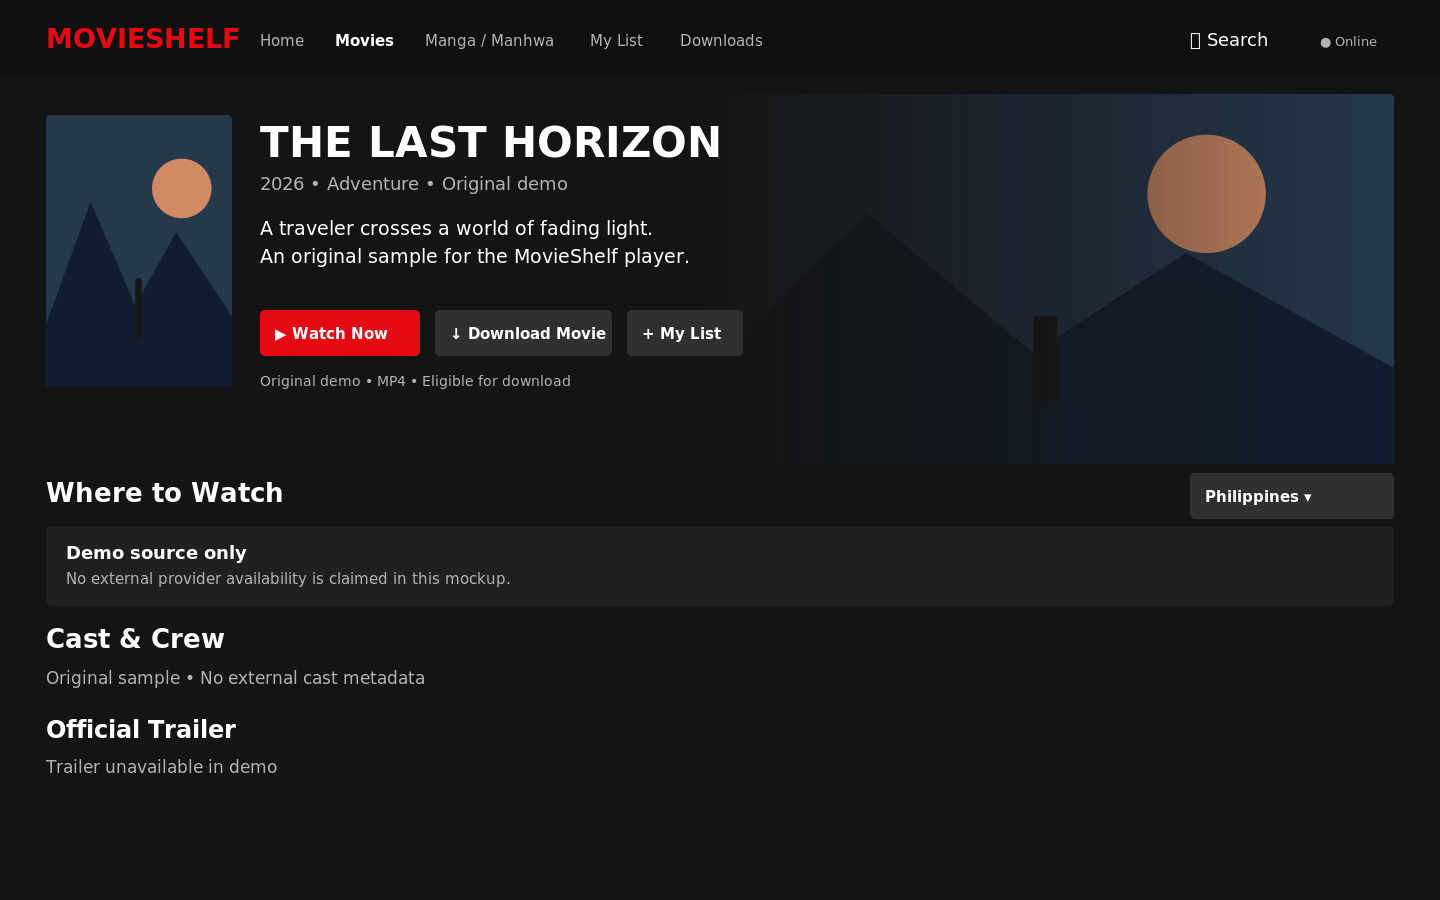 MOVIESHELF Home Movies Manga / Manhwa My List Downloads Search ● Online
THE LAST HORIZON
2026 • Adventure • Original demo
A traveler crosses a world of fading light.
An original sample for the MovieShelf player.
▶ Watch Now ↓ Download Movie + My List
Original demo • MP4 • Eligible for download
Where to Watch Philippines ▾
Demo source only
No external provider availability is claimed in this mockup.
Cast & Crew
Original sample • No external cast metadata
Official Trailer
Trailer unavailable in demo